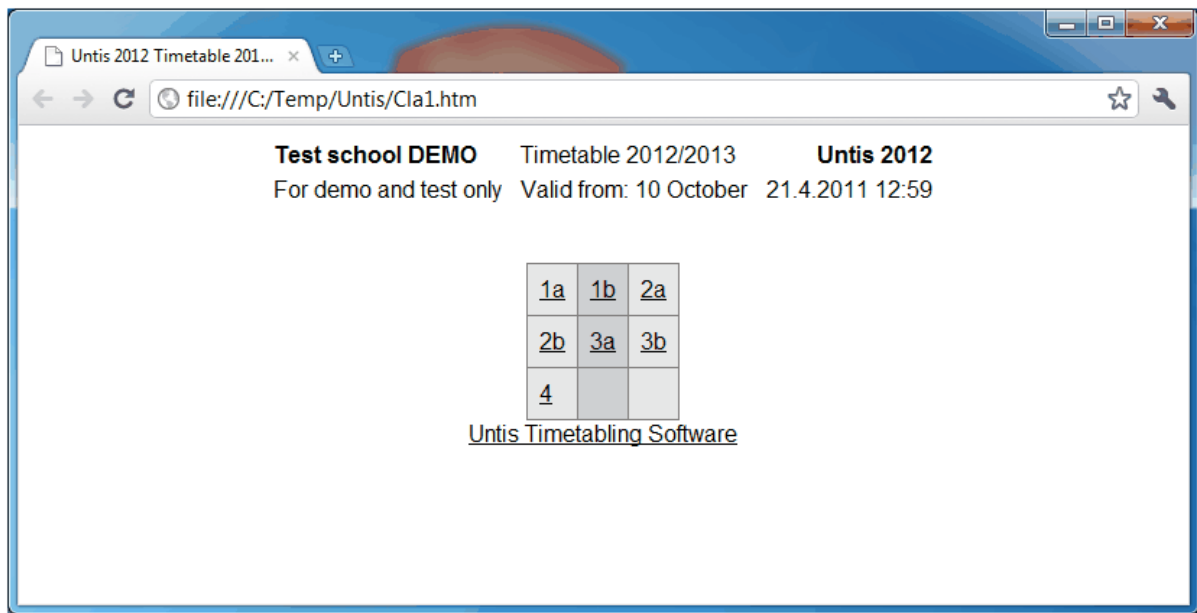 Untis 2012 Timetable 201...
file:///C:/Temp/Untis/Cla1.htm
Test school DEMO Timetable 2012/2013 Untis 2012
For demo and test only Valid from: 10 October 21.4.2011 12:59
1a 1b 2a
2b 3a 3b
4
Untis Timetabling Software